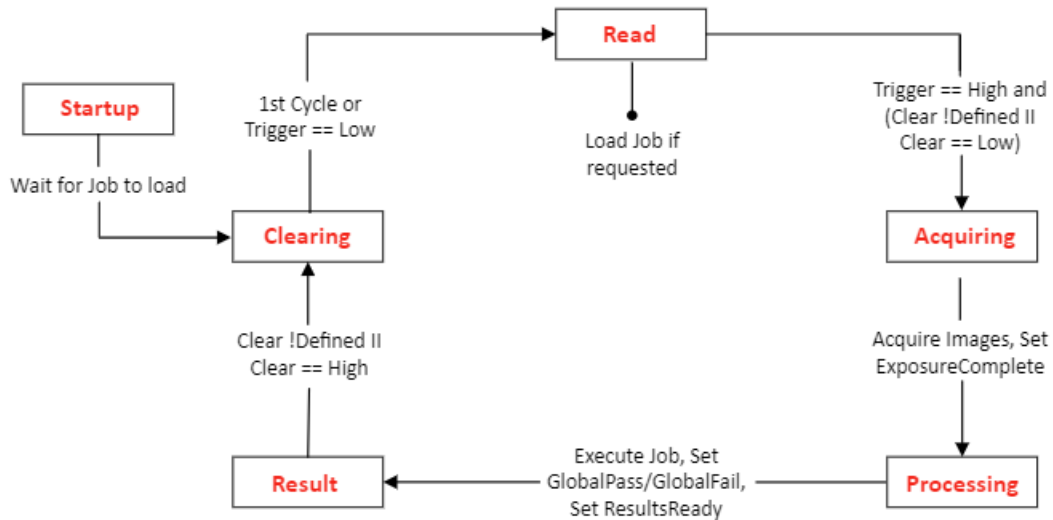 Read
Startup
1st Cycle or
Trigger == Low
Trigger == High and
(Clear !Defined II
Clear == Low)
Load Job if
requested
Wait for Job to load
Clearing
Acquiring
Clear !Defined II
Clear == High
Acquire Images, Set
ExposureComplete
Result
Execute Job, Set
GlobalPass/GlobalFail,
Set ResultsReady
Processing